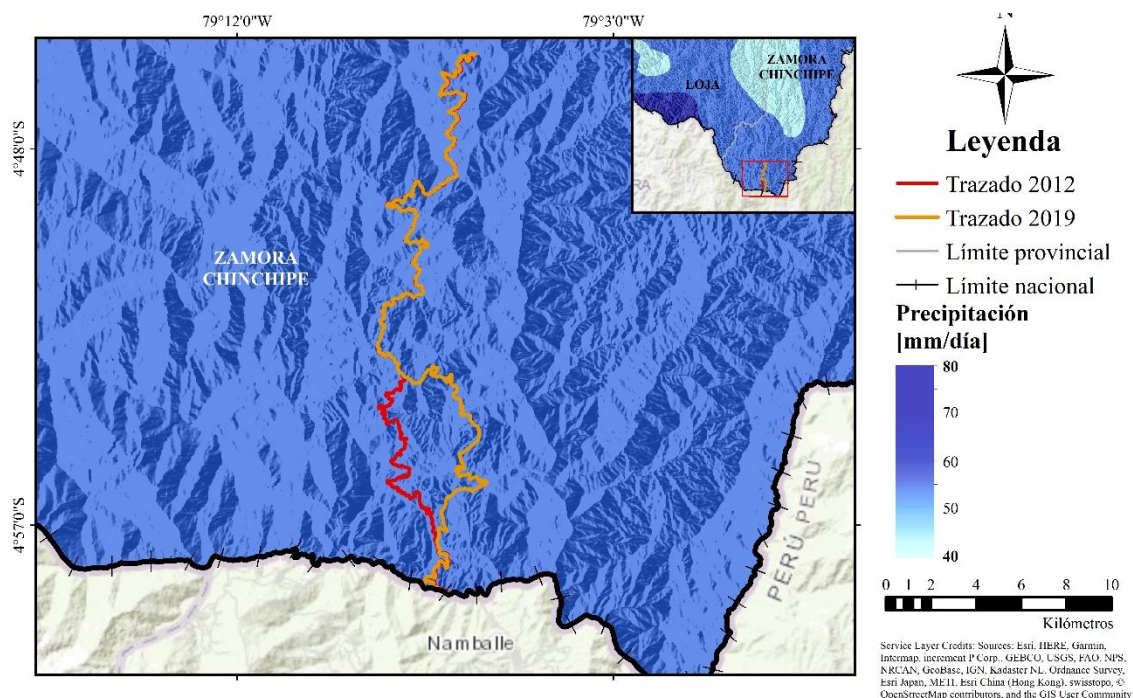 79°12'0"W
79°3'0"W
4°48'0"S
4°57'0"S
ZAMORA
CHINCHIPE
PERÚ PERU
Namballe
LOJA
ZAMORA
CHINCHIPE
N
Leyenda
Trazado 2012
Trazado 2019
Límite provincial
Límite nacional
Precipitación
[mm/día]
80
70
60
50
40
0 1 2 4 6 8 10
Kilómetros
Service Layer Credits: Sources: Esri, HERE, Garmin,
Intermap, increment P Corp., GEBCO, USGS, FAO, NPS,
NRCAN, GeoBase, IGN, Kadaster NL, Ordnance Survey,
Esri Japan, METI, Esri China (Hong Kong), swisstopo, ©
OpenStreetMap contributors, and the GIS User Community